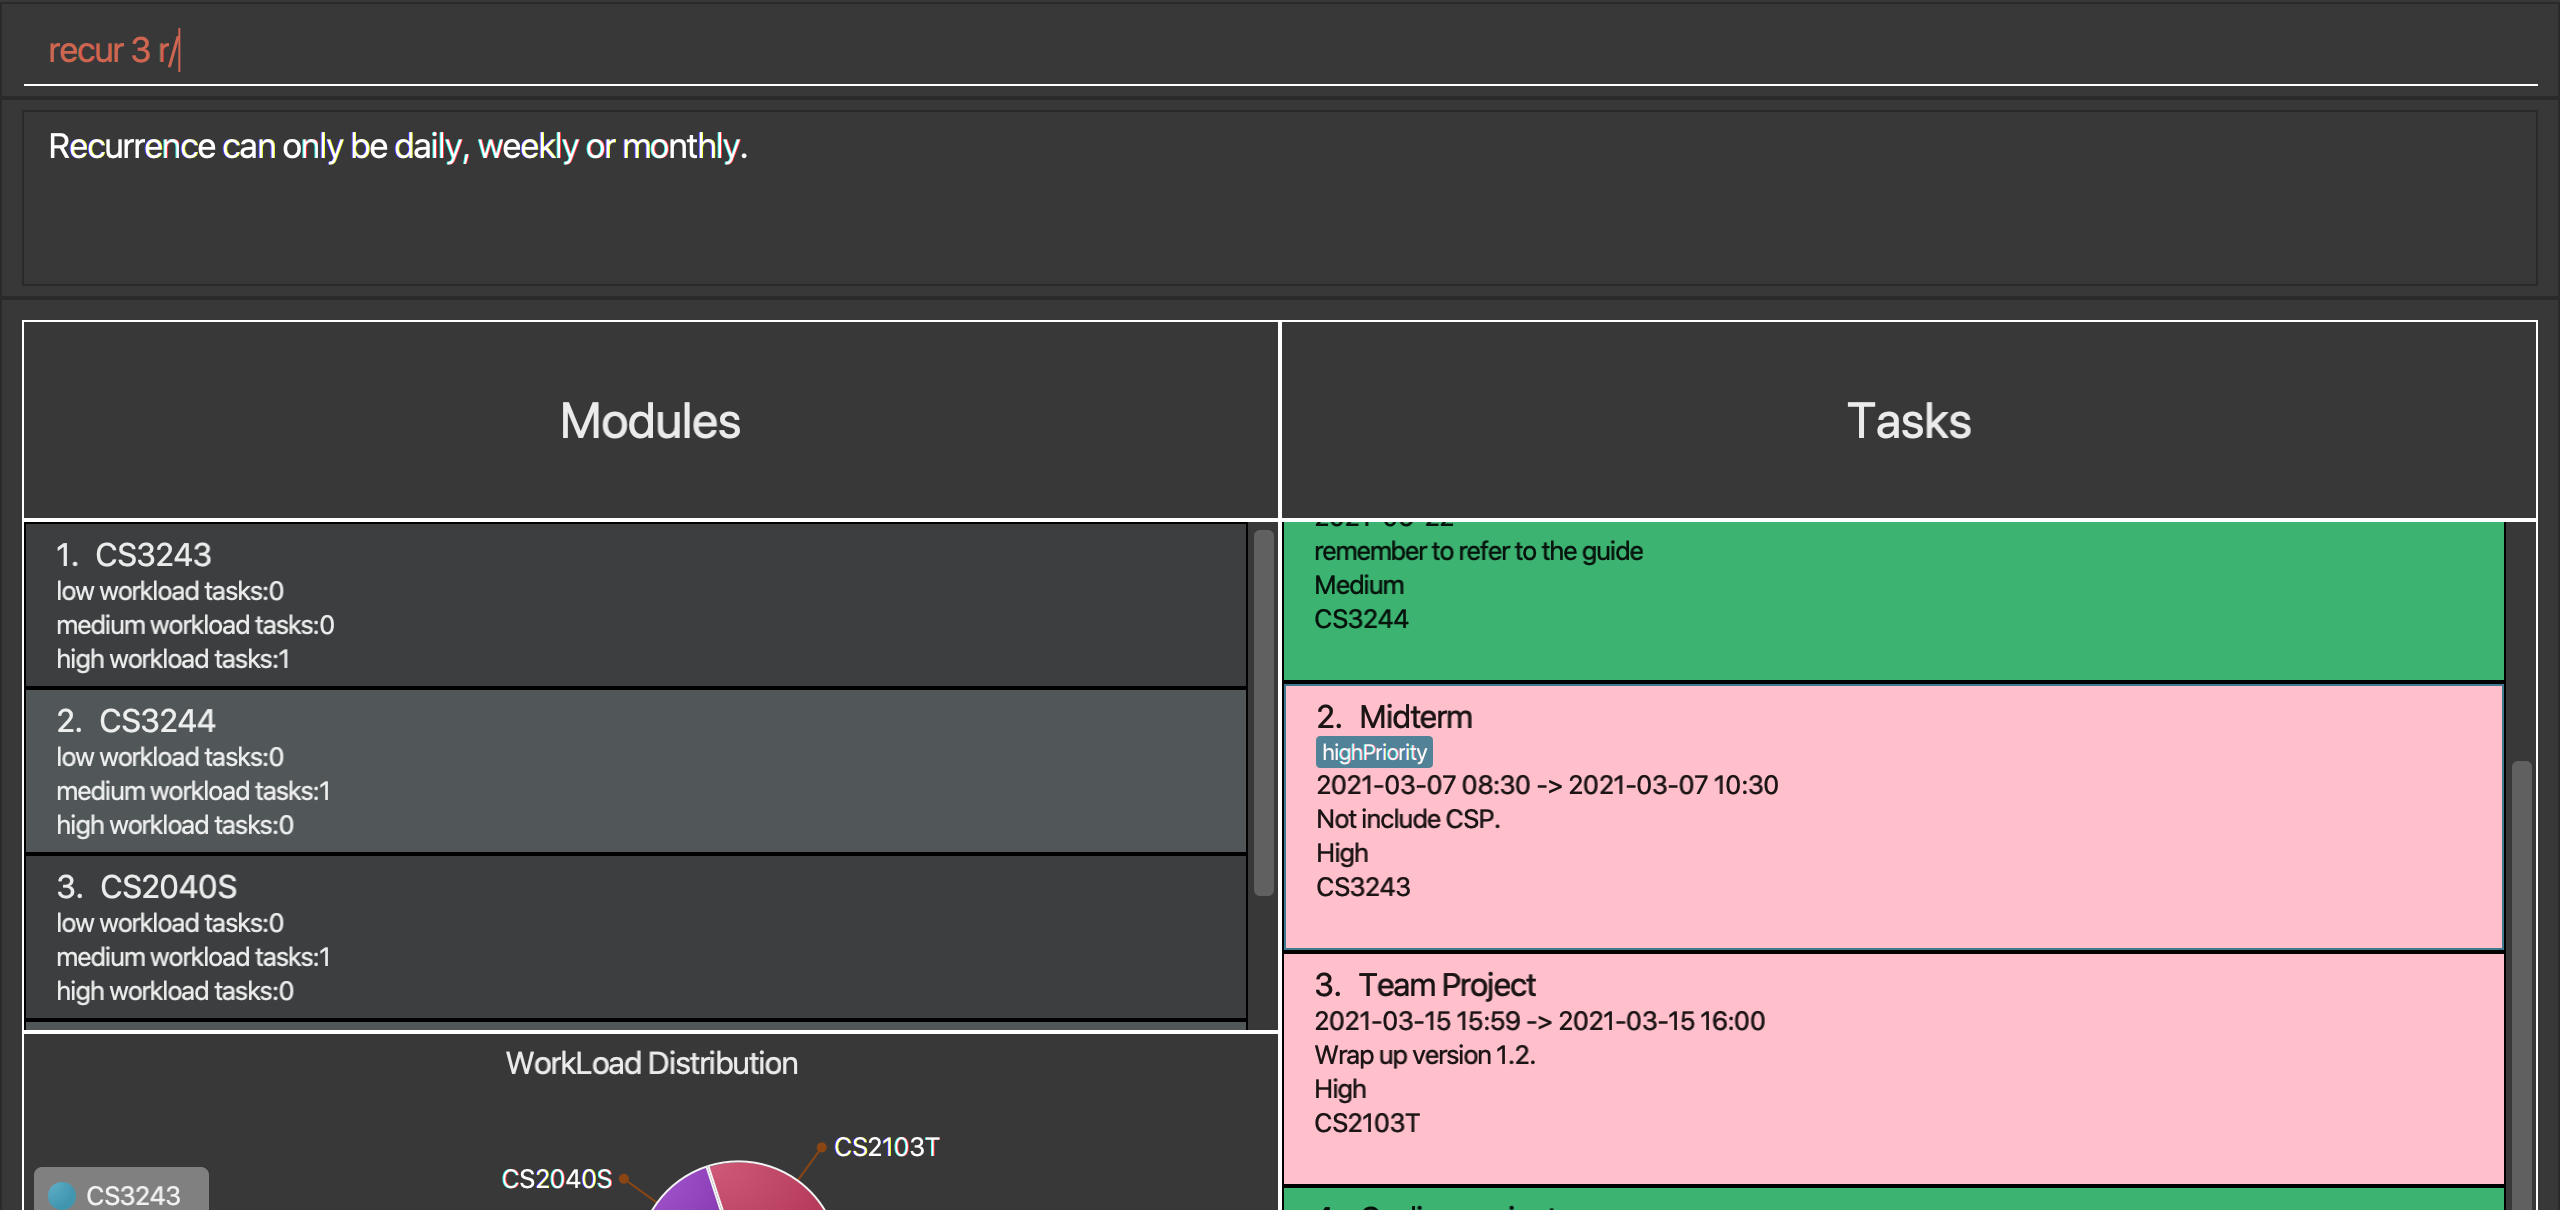 recur 3 r/
Recurrence can only be daily, weekly or monthly.
Modules
Tasks
1. CS3243
low workload tasks:0
medium workload tasks:0
high workload tasks:1
2. CS3244
low workload tasks:0
medium workload tasks:1
high workload tasks:0
3. CS2040S
low workload tasks:0
medium workload tasks:1
high workload tasks:0
WorkLoad Distribution
CS2103T
CS2040S
CS3243
remember to refer to the guide
Medium
CS3244
2. Midterm
highPriority
2021-03-07 08:30 -> 2021-03-07 10:30
Not include CSP.
High
CS3243
3. Team Project
2021-03-15 15:59 -> 2021-03-15 16:00
Wrap up version 1.2.
High
CS2103T